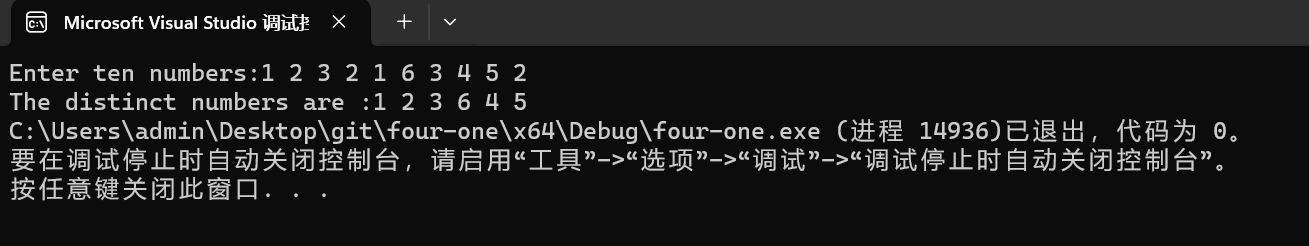 Microsoft Visual Studio 调试
Enter ten numbers:1 2 3 2 1 6 3 4 5 2
The distinct numbers are :1 2 3 6 4 5
C:\Users\admin\Desktop\git\four-one\x64\Debug\four-one.exe (进程 14936)已退出，代码为 0。
要在调试停止时自动关闭控制台，请启用“工具”->“选项”->“调试”->“调试停止时自动关闭控制台”。
按任意键关闭此窗口. . .